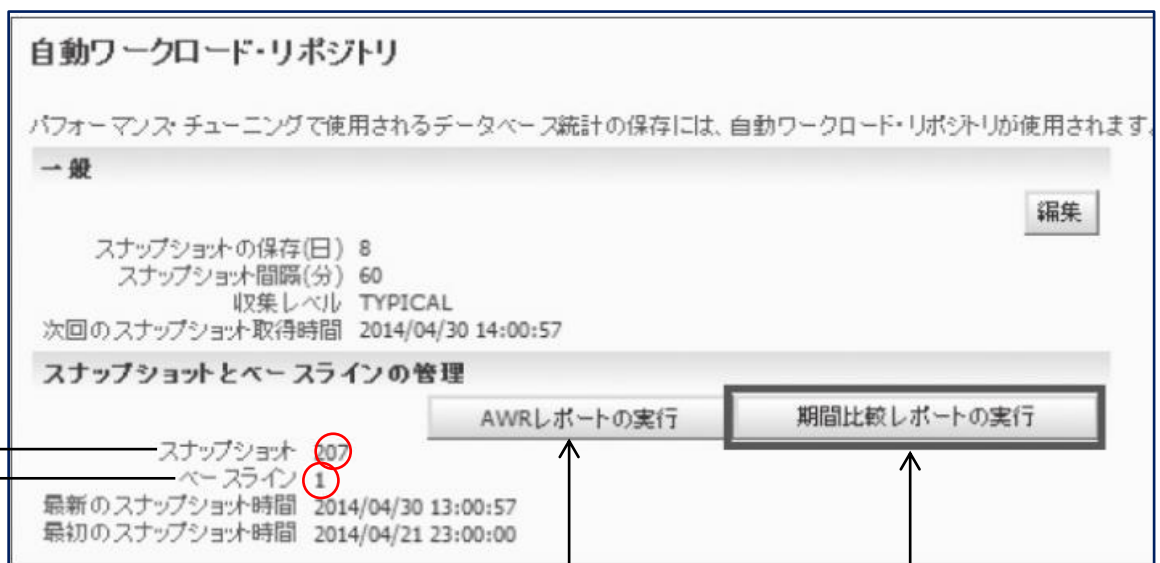 自動ワークロード・リポジトリ
パフォーマンス・チューニングで使用されるデータベース統計の保存には、自動ワークロード・リポジトリが使用されます。
一般
編集
スナップショットの保存(日) 8
スナップショット間隔(分) 60
収集レベル TYPICAL
次回のスナップショット取得時間 2014/04/30 14:00:57
スナップショットとベースラインの管理
AWRレポートの実行 期間比較レポートの実行
スナップショット 207
ベースライン 1
最新のスナップショット時間 2014/04/30 13:00:57
最初のスナップショット時間 2014/04/21 23:00:00